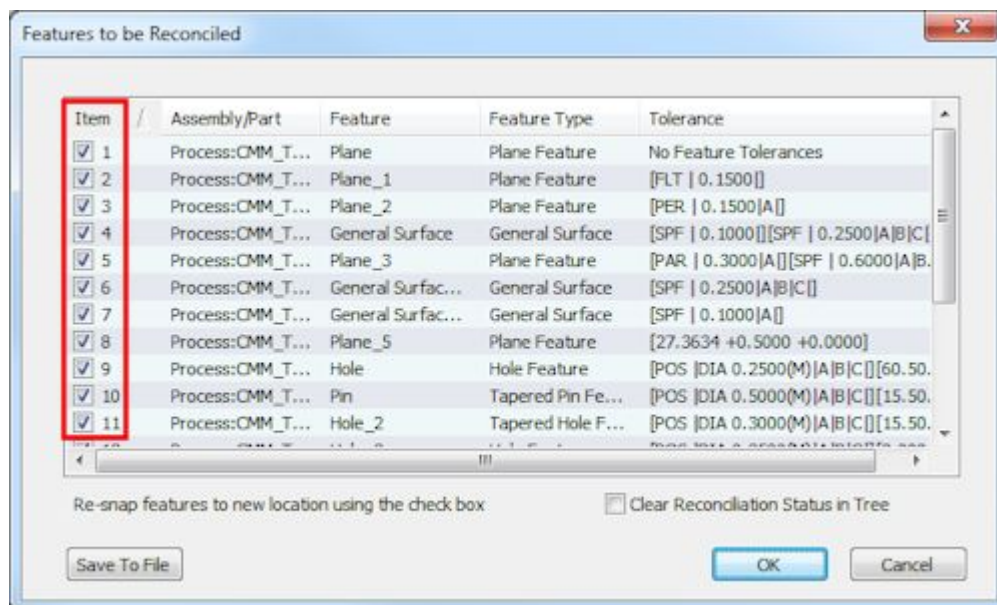 Features to be Reconciled
Item / Assembly/Part Feature Feature Type Tolerance
1 Process:CMM_T... Plane Plane Feature No Feature Tolerances
2 Process:CMM_T... Plane_1 Plane Feature [FLT | 0.1500|]
3 Process:CMM_T... Plane_2 Plane Feature [PER | 0.1500|A|]
4 Process:CMM_T... General Surface General Surface [SPF | 0.1000|][SPF | 0.2500|A|B|C[
5 Process:CMM_T... Plane_3 Plane Feature [PAR | 0.3000|A|][SPF | 0.6000|A|B.
6 Process:CMM_T... General Surfac... General Surface [SPF | 0.2500|A|B|C|]
7 Process:CMM_T... General Surfac... General Surface [SPF | 0.1000|A|]
8 Process:CMM_T... Plane_5 Plane Feature [27.3634 +0.5000 +0.0000]
9 Process:CMM_T... Hole Hole Feature [POS |DIA 0.2500(M)|A|B|C|][60.50.
10 Process:CMM_T... Pin Tapered Pin Fe... [POS |DIA 0.5000(M)|A|B|C|][15.50.
11 Process:CMM_T... Hole_2 Tapered Hole F... [POS |DIA 0.3000(M)|A|B|C|][15.50.
Re-snap features to new location using the check box Clear Reconciliation Status in Tree
Save To File OK Cancel